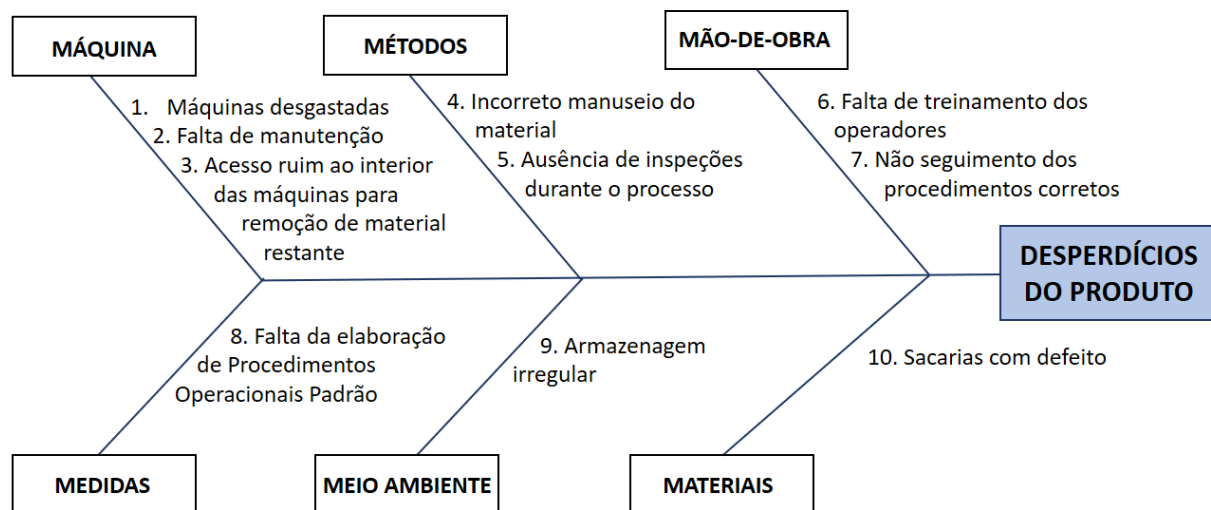 MÁQUINA
MÉTODOS
MÃO-DE-OBRA
1. Máquinas desgastadas
2. Falta de manutenção
3. Acesso ruim ao interior
das máquinas para
remoção de material
restante
4. Incorreto manuseio do
material
5. Ausência de inspeções
durante o processo
6. Falta de treinamento dos
operadores
7. Não seguimento dos
procedimentos corretos
DESPERDÍCIOS
DO PRODUTO
8. Falta da elaboração
de Procedimentos
Operacionais Padrão
9. Armazenagem
irregular
10. Sacarias com defeito
MEDIDAS
MEIO AMBIENTE
MATERIAIS